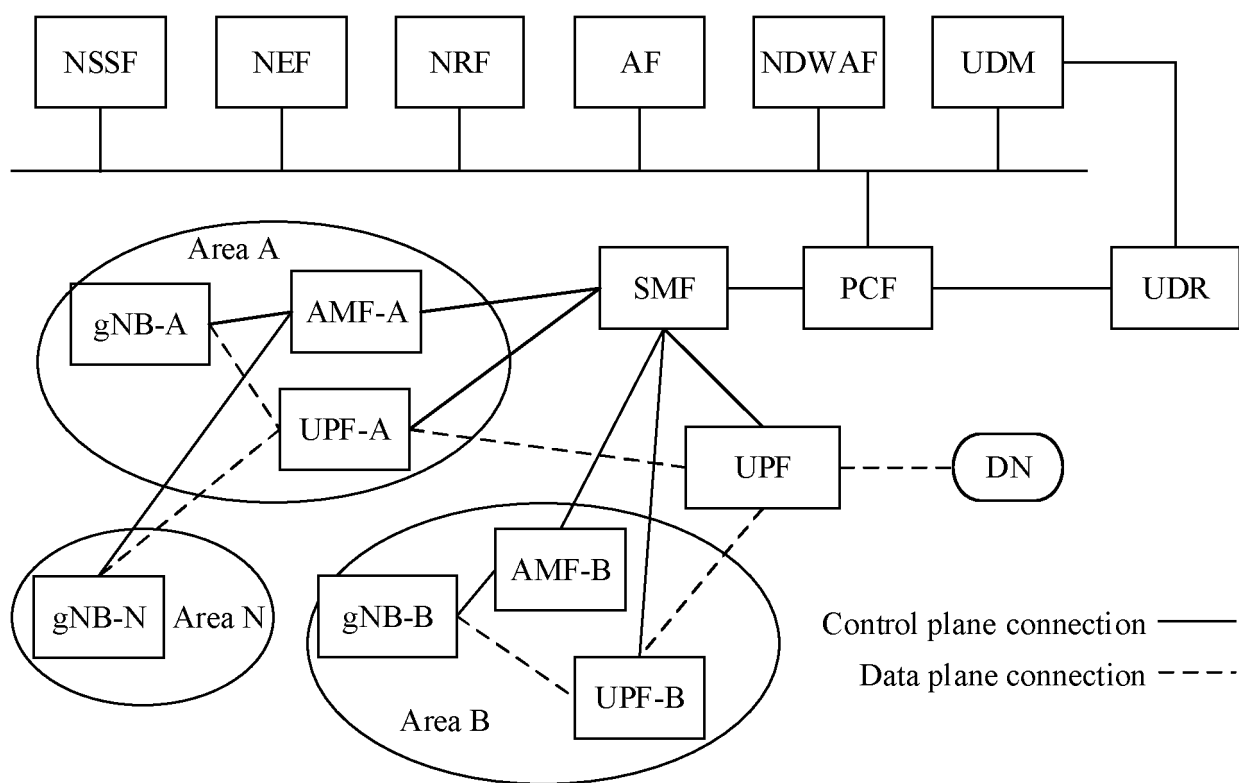 NSSF
NEF
NRF
AF
NDWAF
UDM
Area A
gNB-A
AMF-A
SMF
PCF
UDR
UPF-A
UPF
DN
AMF-B
gNB-N
Area N
gNB-B
UPF-B
Area B
Control plane connection
Data plane connection